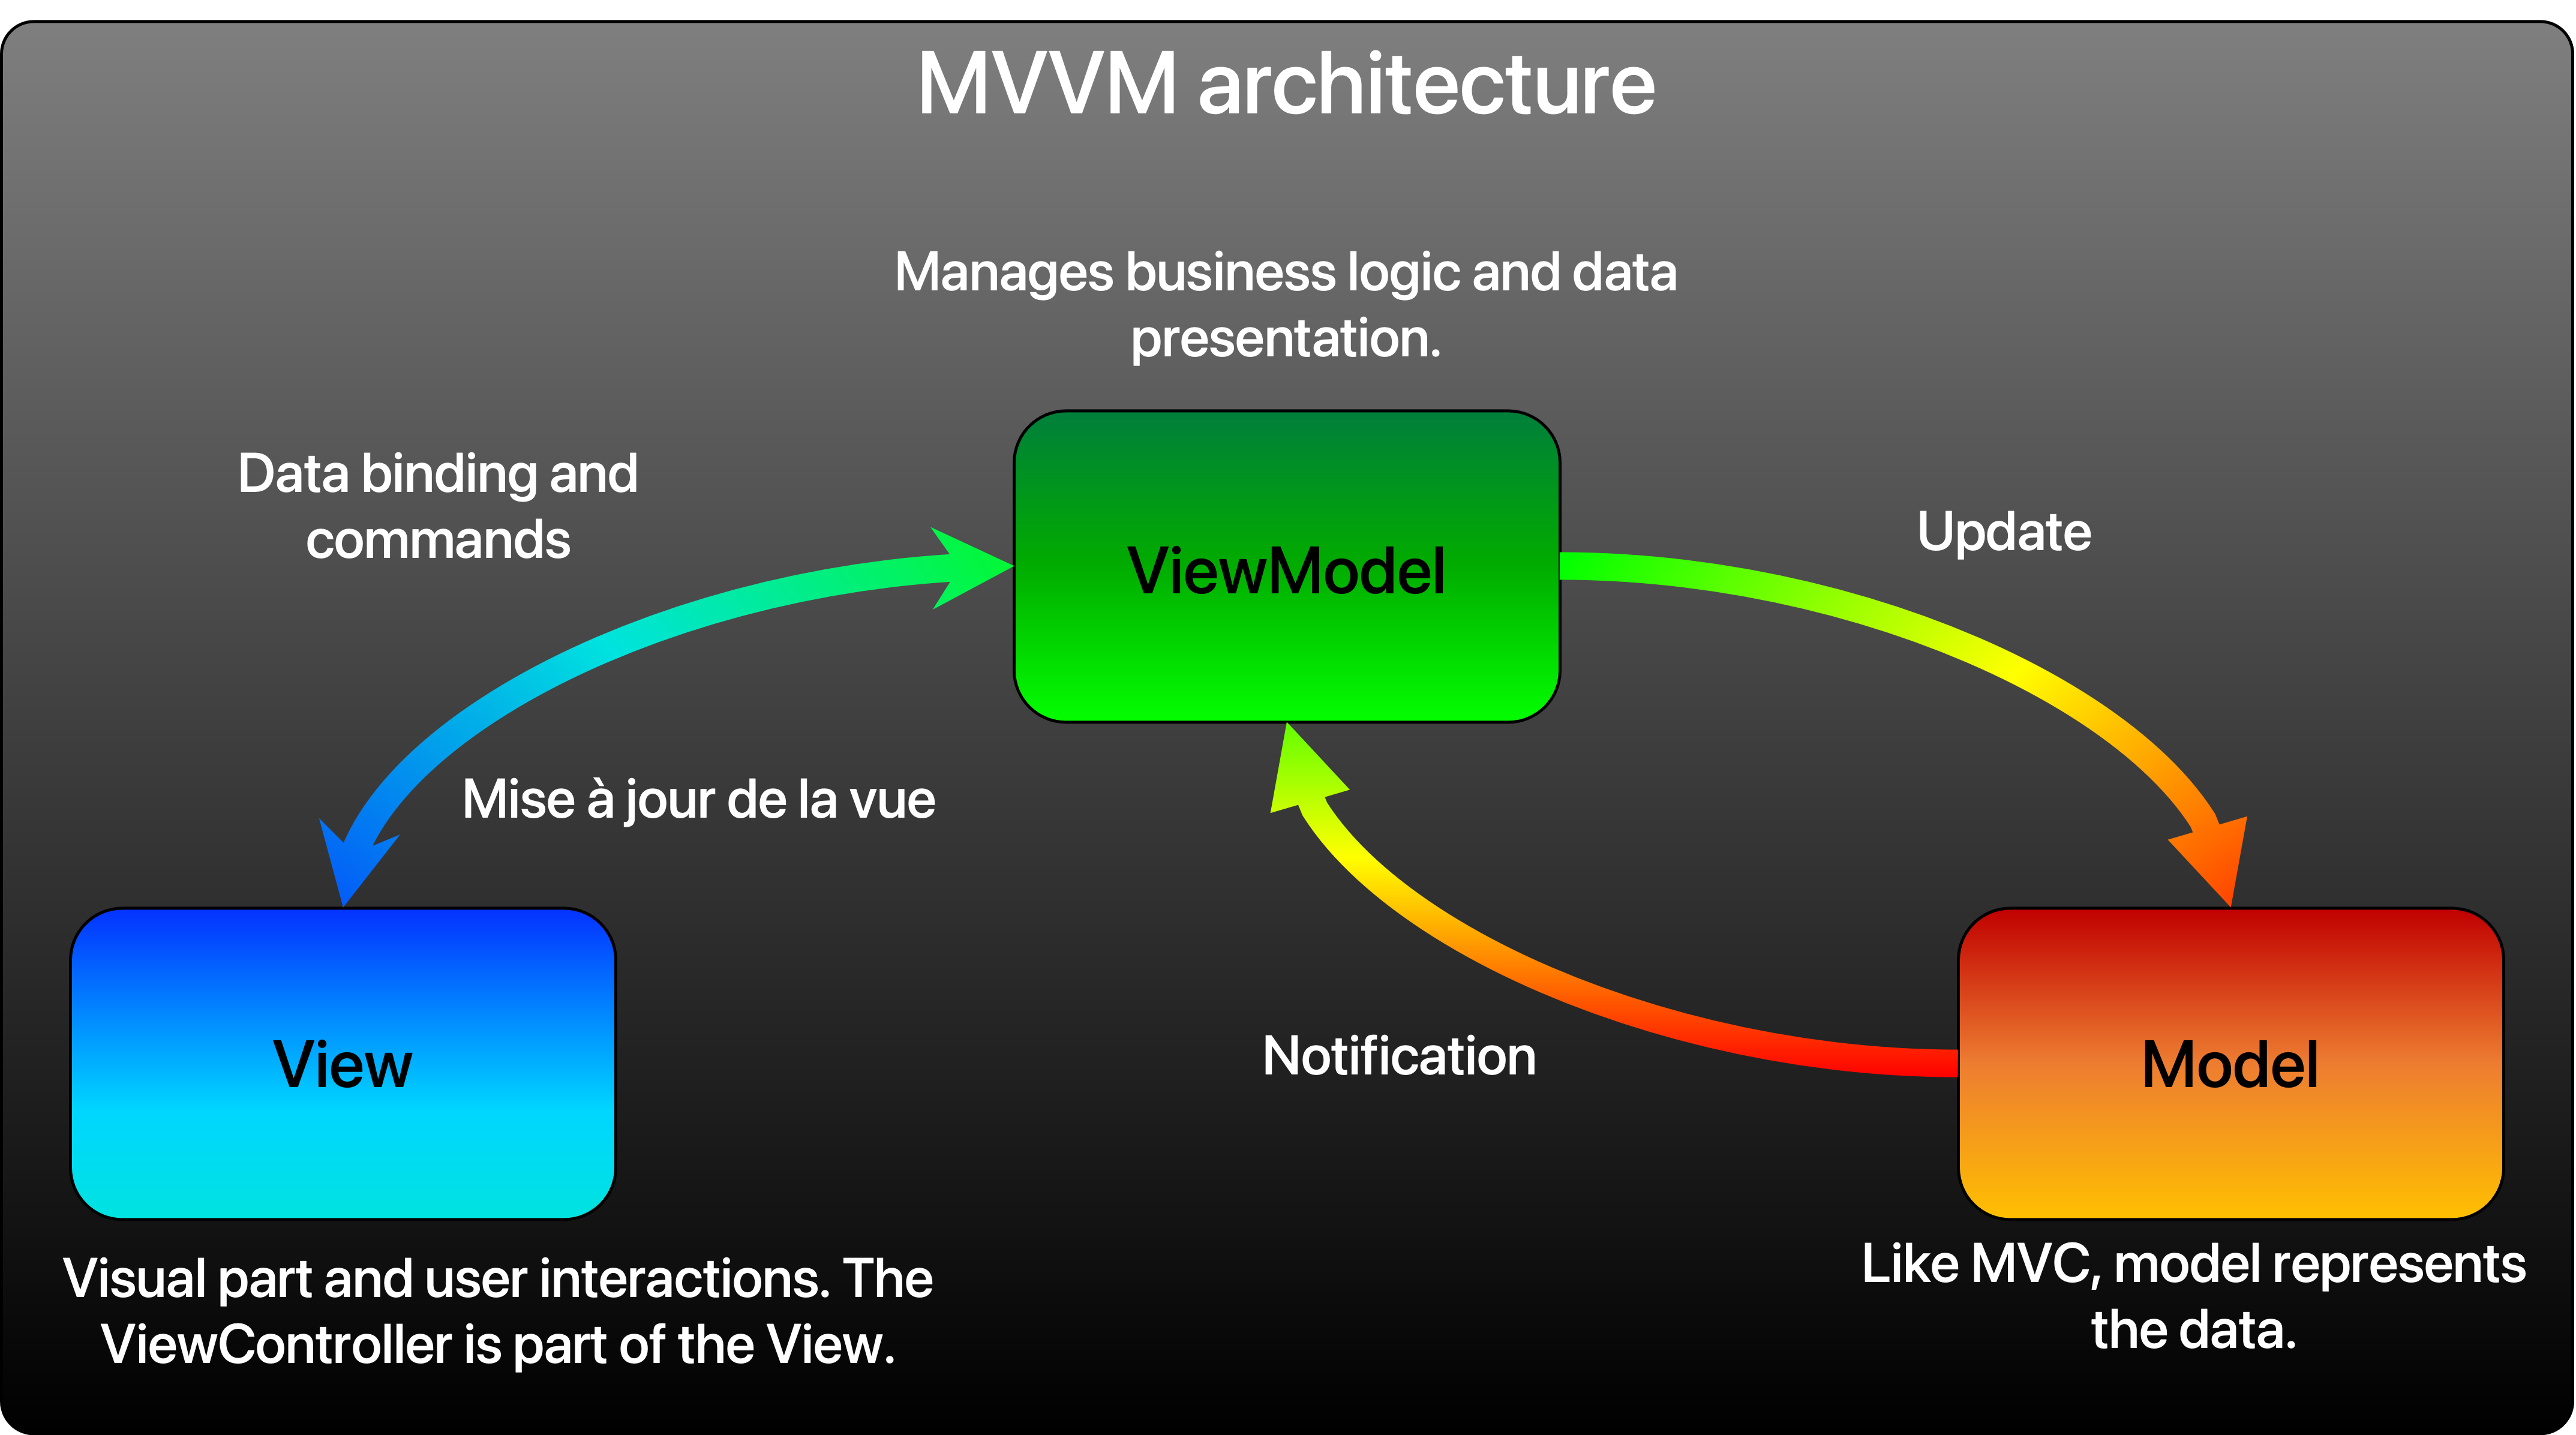 MVVM architecture
Manages business logic and data
presentation.
Data binding and
commands
ViewModel
Update
Mise à jour de la vue
Notification
View
Model
Visual part and user interactions. The
ViewController is part of the View.
Like MVC, model represents
the data.